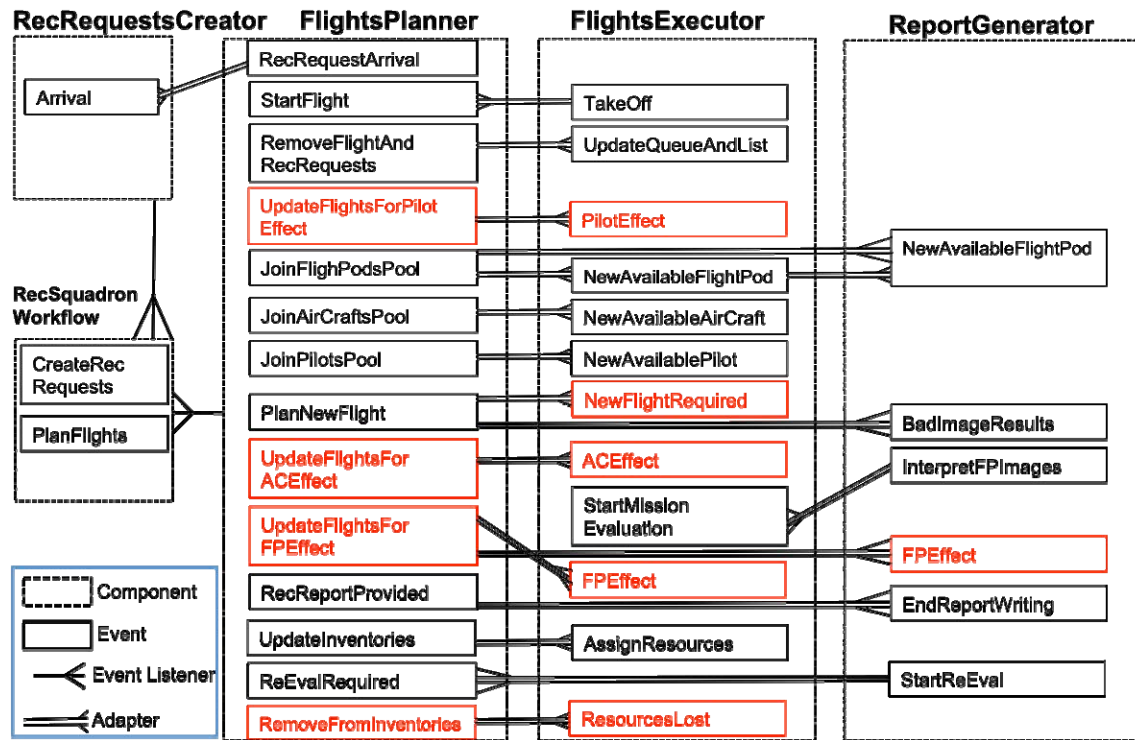 RecRequestsCreator
FlightsPlanner
FlightsExecutor
ReportGenerator
Arrival
RecSquadron
Workflow
CreateRec
Requests
PlanFlights
RecRequestArrival
StartFlight
RemoveFlightAnd
RecRequests
UpdateFlightsForPilot
Effect
JoinFlighPodsPool
JoinAirCraftsPool
JoinPilotsPool
PlanNewFlight
UpdateFlightsFor
ACEffect
UpdateFlightsFor
FPEffect
RecReportProvided
UpdateInventories
ReEvalRequired
RemoveFromInventories
TakeOff
UpdateQueueAndList
PilotEffect
NewAvailableFlightPod
NewAvailableAirCraft
NewAvailablePilot
NewFlightRequired
ACEffect
StartMission
Evaluation
FPEffect
AssignResources
ResourcesLost
NewAvailableFlightPod
BadImageResults
InterpretFPImages
FPEffect
EndReportWriting
StartReEval
Component
Event
Event Listener
Adapter